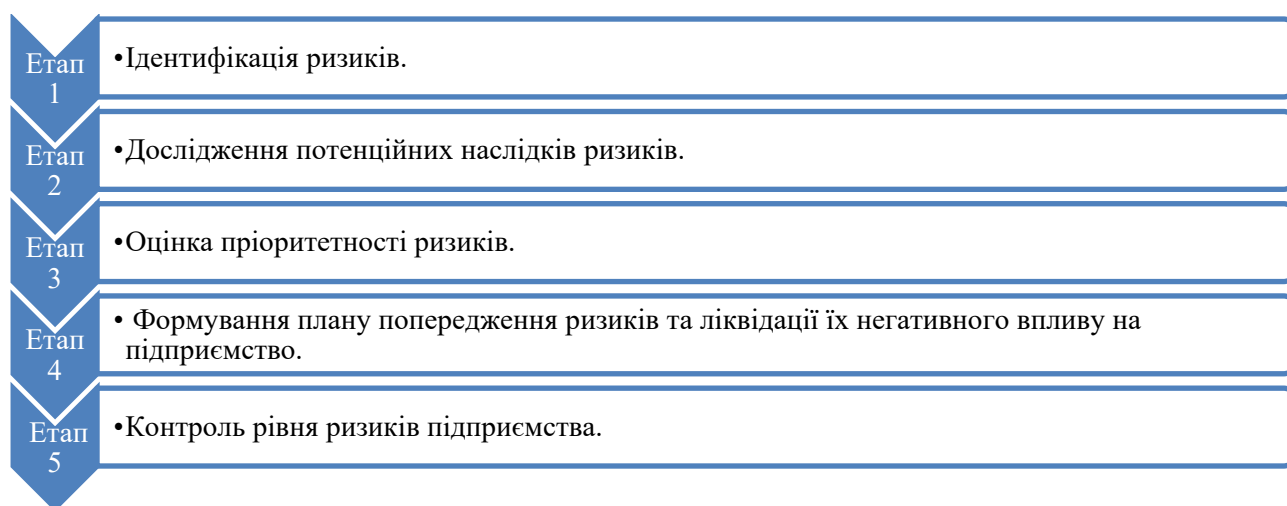 Етап
1
•Ідентифікація ризиків.
Етап
2
•Дослідження потенційних наслідків ризиків.
Етап
3
•Оцінка пріоритетності ризиків.
Етап
4
• Формування плану попередження ризиків та ліквідації їх негативного впливу на
підприємство.
Етап
5
•Контроль рівня ризиків підприємства.